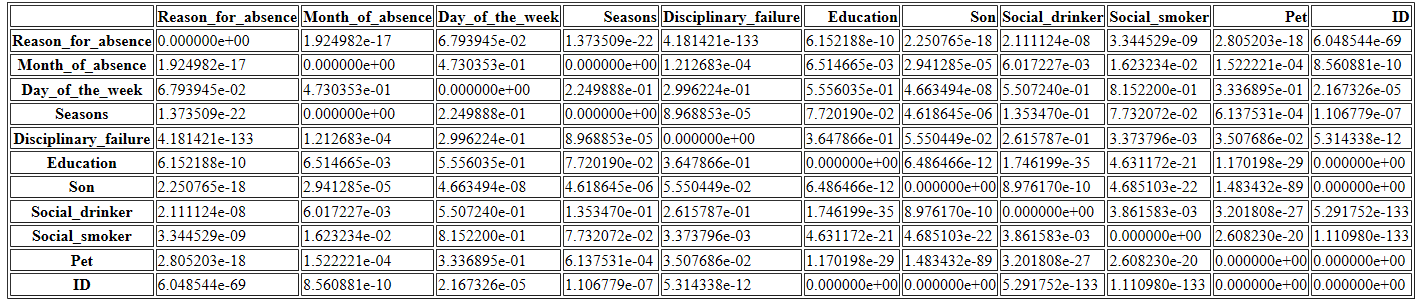 Reason_for_absence Month_of_absence Day_of_the_week Seasons Disciplinary_failure Education Son Social_drinker Social_smoker Pet ID
Reason_for_absence 0.000000e+00 1.924982e-17 6.793945e-02 1.373509e-22 4.181421e-133 6.152188e-10 2.250765e-18 2.111124e-08 3.344529e-09 2.805203e-18 6.048544e-69
Month_of_absence 1.924982e-17 0.000000e+00 4.730353e-01 0.000000e+00 1.212683e-04 6.514665e-03 2.941285e-05 6.017227e-03 1.623234e-02 1.522221e-04 8.560881e-10
Day_of_the_week 6.793945e-02 4.730353e-01 0.000000e+00 2.249888e-01 2.996224e-01 5.556035e-01 4.663494e-08 5.507240e-01 8.152200e-01 3.336895e-01 2.167326e-05
Seasons 1.373509e-22 0.000000e+00 2.249888e-01 0.000000e+00 8.968853e-05 7.720190e-02 4.618645e-06 1.353470e-01 7.732072e-02 6.137531e-04 1.106779e-07
Disciplinary_failure 4.181421e-133 1.212683e-04 2.996224e-01 8.968853e-05 0.000000e+00 3.647866e-01 5.550449e-02 2.615787e-01 3.373796e-03 3.507686e-02 5.314338e-12
Education 6.152188e-10 6.514665e-03 5.556035e-01 7.720190e-02 3.647866e-01 0.000000e+00 6.486466e-12 1.746199e-35 4.631172e-21 1.170198e-29 0.000000e+00
Son 2.250765e-18 2.941285e-05 4.663494e-08 4.618645e-06 5.550449e-02 6.486466e-12 0.000000e+00 8.976170e-10 4.685103e-22 1.483432e-89 0.000000e+00
Social_drinker 2.111124e-08 6.017227e-03 5.507240e-01 1.353470e-01 2.615787e-01 1.746199e-35 8.976170e-10 0.000000e+00 3.861583e-03 3.201808e-27 5.291752e-133
Social_smoker 3.344529e-09 1.623234e-02 8.152200e-01 7.732072e-02 3.373796e-03 4.631172e-21 4.685103e-22 3.861583e-03 0.000000e+00 2.608230e-20 1.110980e-133
Pet 2.805203e-18 1.522221e-04 3.336895e-01 6.137531e-04 3.507686e-02 1.170198e-29 1.483432e-89 3.201808e-27 2.608230e-20 0.000000e+00 0.000000e+00
ID 6.048544e-69 8.560881e-10 2.167326e-05 1.106779e-07 5.314338e-12 0.000000e+00 0.000000e+00 5.291752e-133 1.110980e-133 0.000000e+00 0.000000e+00